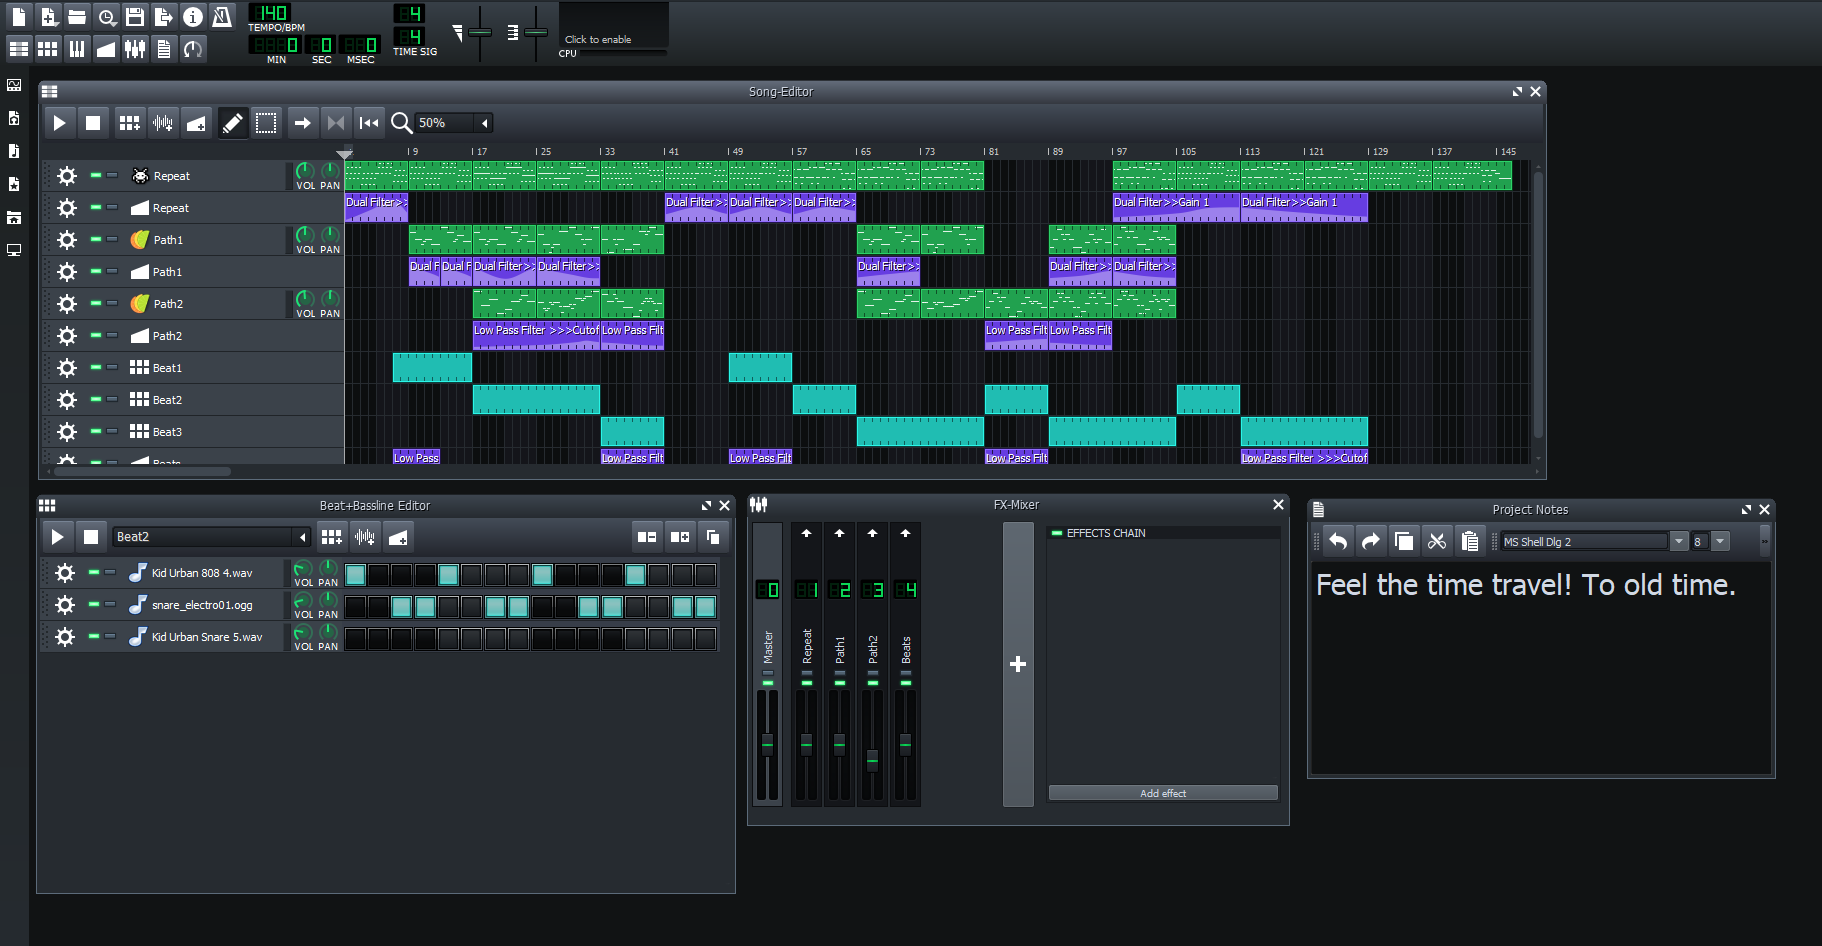 140
TEMPO/BPM
4
4
TIME SIG
0 0 0
MIN SEC MSEC
Click to enable
CPU
Song-Editor
50%
9 17 25 33 41 49 57 65 73 81 89 97 105 113 121 129 137 145
Repeat VOL PAN
Repeat Dual Filter>> Dual Filter>> Dual Filter>> Dual Filter>> Dual Filter>>Gain 1 Dual Filter>>Gain 1
Path1 VOL PAN
Path1 Dual F Dual F Dual Filter>> Dual Filter>> Dual Filter>> Dual Filter>> Dual Filter>>
Path2 VOL PAN
Path2 Low Pass Filter >>>Cutof Low Pass Filt Low Pass Filt Low Pass Filt
Beat1
Beat2
Beat3
Beats Low Pass Low Pass Filt Low Pass Filt Low Pass Filt Low Pass Filter >>>Cutof
Beat+Bassline Editor
Beat2
Kid Urban 808 4.wav VOL PAN
snare_electro01.ogg VOL PAN
Kid Urban Snare 5.wav VOL PAN
FX-Mixer
0 1 2 3 4
Master Repeat Path1 Path2 Beats
EFFECTS CHAIN
Add effect
Project Notes
MS Shell Dlg 2 8 »
Feel the time travel! To old time.